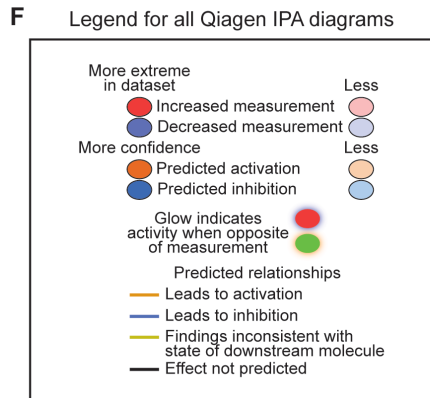 F Legend for all Qiagen IPA diagrams
More extreme
in dataset Less
Increased measurement
Decreased measurement
More confidence Less
Predicted activation
Predicted inhibition
Glow indicates
activity when opposite
of measurement
Predicted relationships
Leads to activation
Leads to inhibition
Findings inconsistent with
state of downstream molecule
Effect not predicted